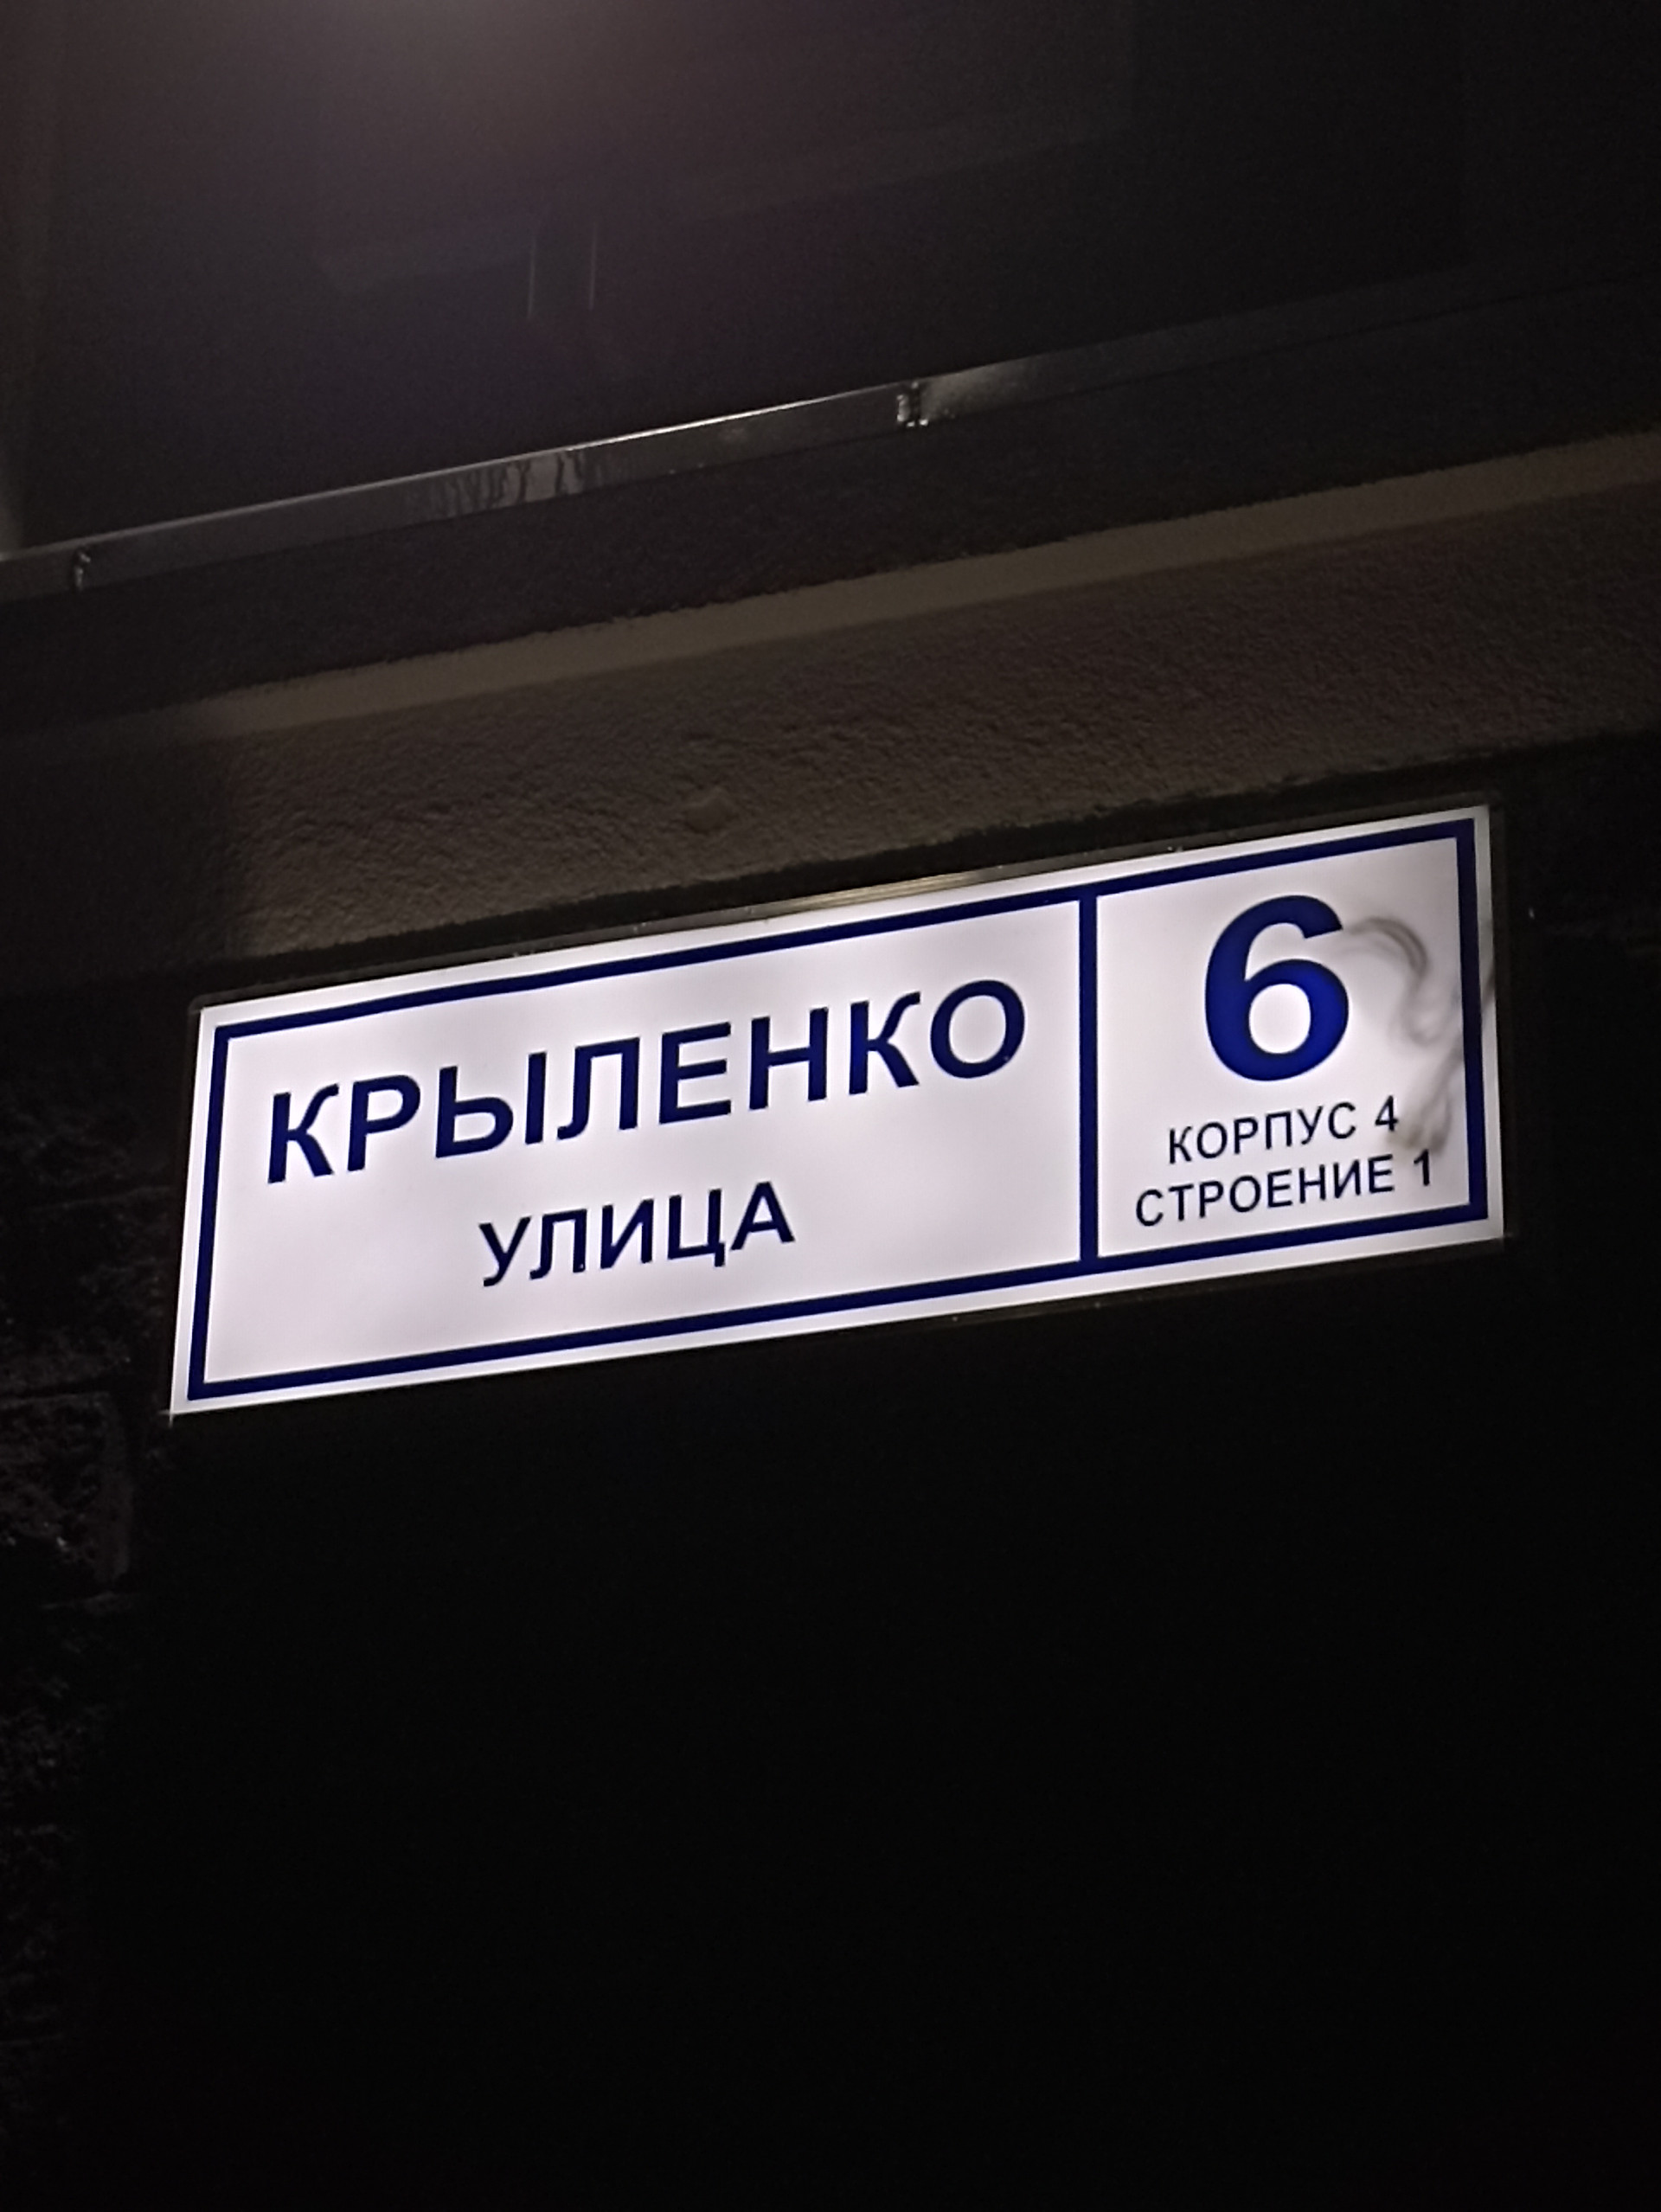 КРЫЛЕНКО
УЛИЦА
6
КОРПУС 4
СТРОЕНИЕ 1